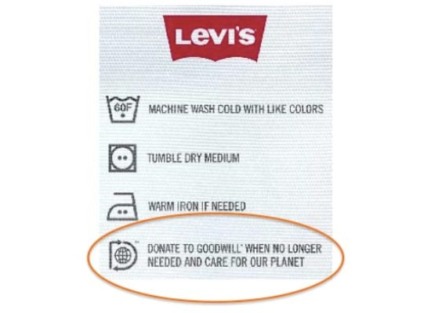 LEVI'S
60F MACHINE WASH COLD WITH LIKE COLORS
TUMBLE DRY MEDIUM
WARM IRON IF NEEDED
DONATE TO GOODWILL® WHEN NO LONGER
NEEDED AND CARE FOR OUR PLANET